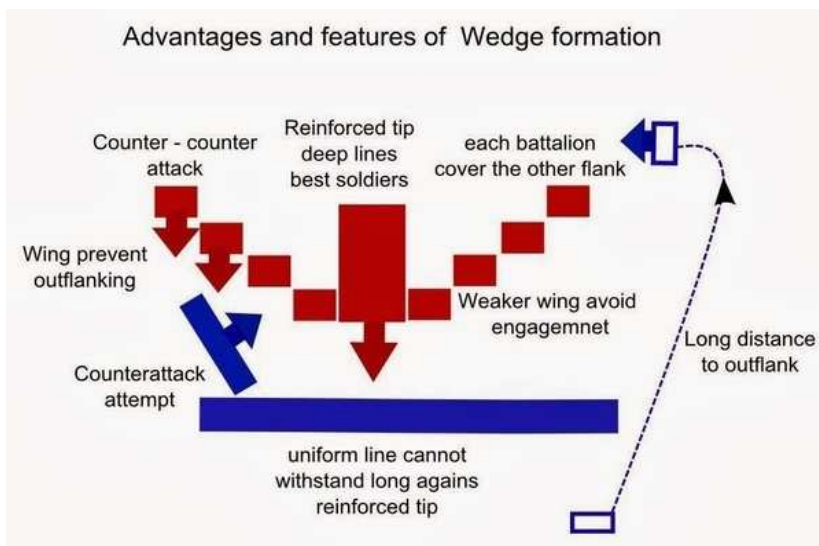 Advantages and features of Wedge formation
Counter - counter
attack
Reinforced tip
deep lines
best soldiers
each battalion
cover the other flank
Wing prevent
outflanking
Weaker wing avoid
engagemnet
Long distance
to outflank
Counterattack
attempt
uniform line cannot
withstand long agains
reinforced tip